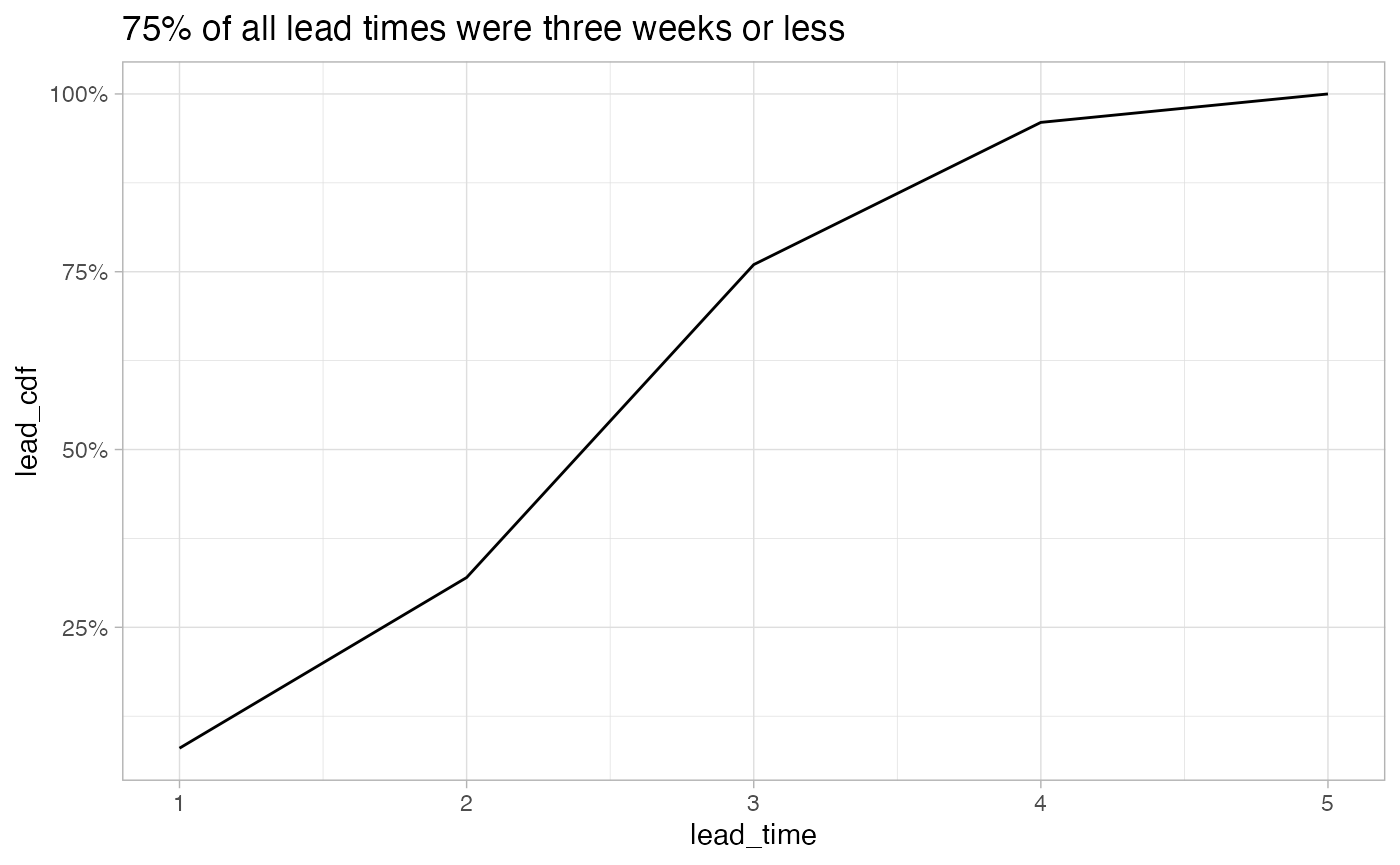 75% of all lead times were three weeks or less
100%
75%
50%
25%
lead_cdf
1 2 3 4 5
lead_time